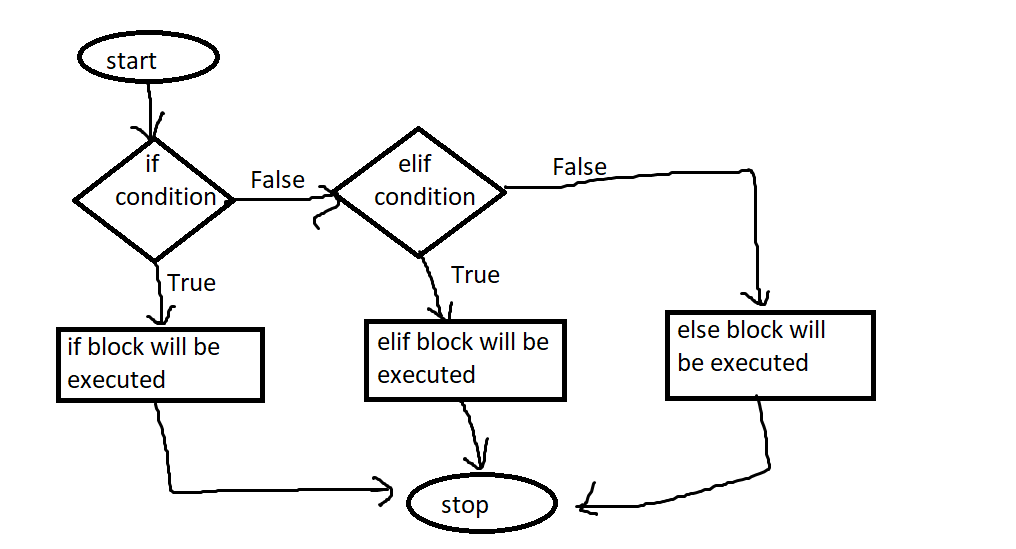 start
if
condition
False
elif
condition
False
True
True
if block will be
executed
elif block will be
executed
else block will
be executed
stop